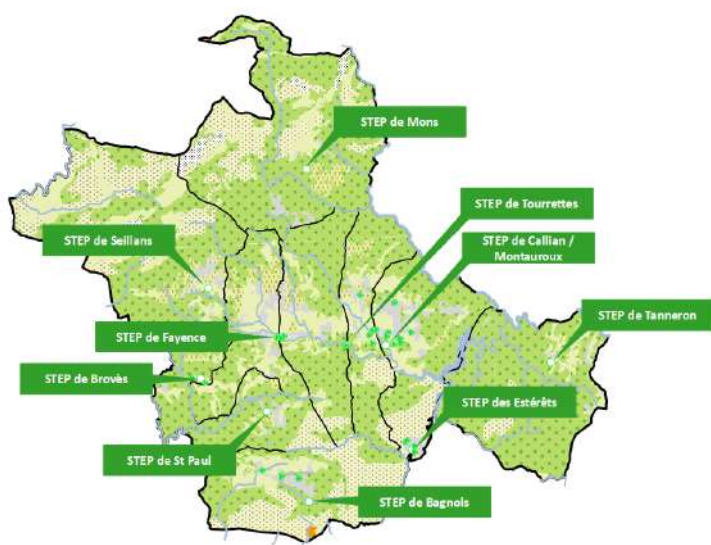 STEP de Mons
STEP de Tourrettes
STEP de Seillans
STEP de Callian /
Montauroux
STEP de Tanneron
STEP de Fayence
STEP de Brovès
STEP des Estérêts
STEP de St Paul
STEP de Bagnols